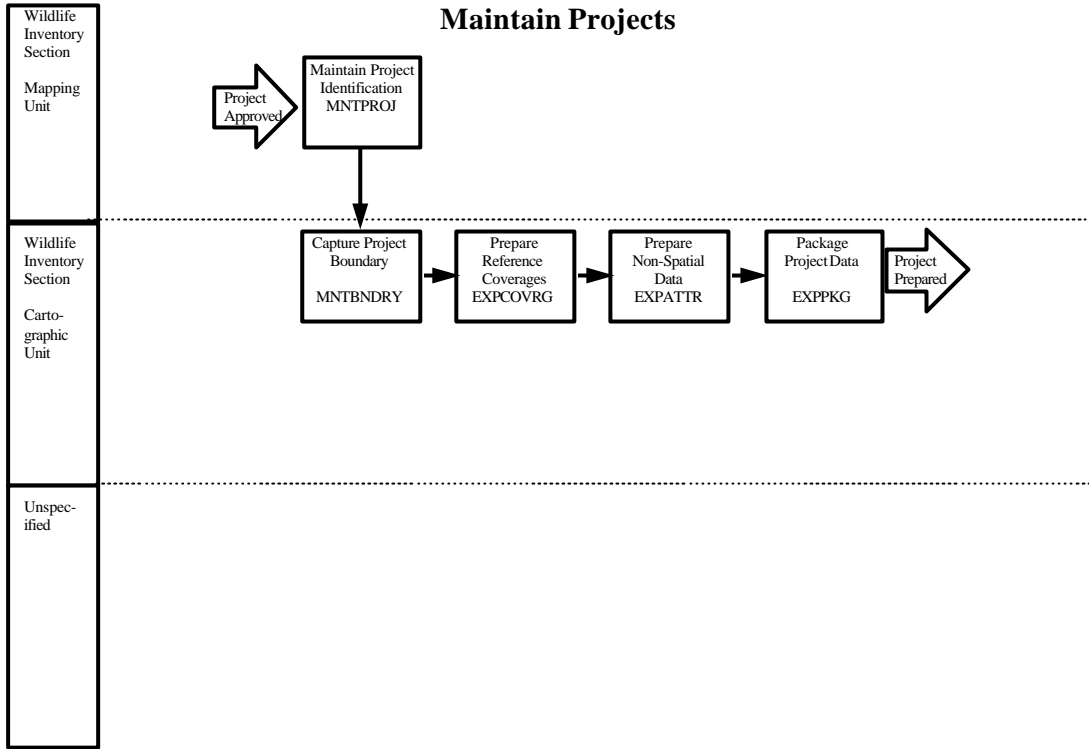 Maintain Projects
Wildlife
Inventory
Section
Mapping
Unit
Project
Approved
Maintain Project
Identification
MNTPROJ
Wildlife
Inventory
Section
Carto-
graphic
Unit
Capture Project
Boundary
MNTBNDRY
Prepare
Reference
Coverages
EXPCOVRG
Prepare
Non-Spatial
Data
EXPATTR
Package
Project Data
EXPPKG
Project
Prepared
Unspec-
ified